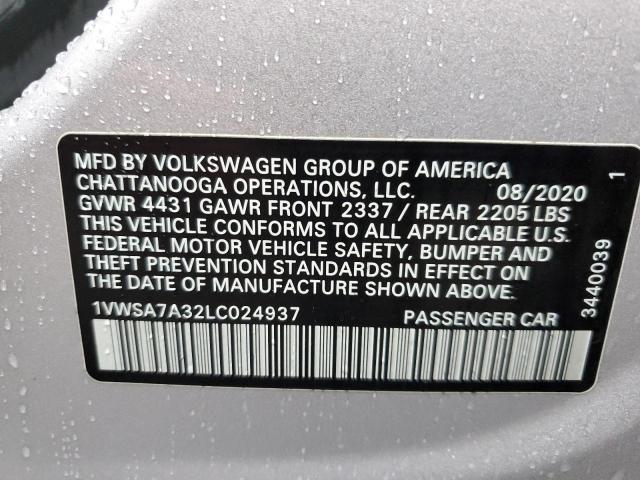 MFD BY VOLKSWAGEN GROUP OF AMERICA
CHATTANOOGA OPERATIONS, LLC. 08/2020
GVWR 4431 GAWR FRONT 2337 / REAR 2205 LBS
THIS VEHICLE CONFORMS TO ALL APPLICABLE U.S.
FEDERAL MOTOR VEHICLE SAFETY, BUMPER AND
THEFT PREVENTION STANDARDS IN EFFECT ON
THE DATE OF MANUFACTURE SHOWN ABOVE.
1VWSA7A32LC024937 PASSENGER CAR
3440039 1